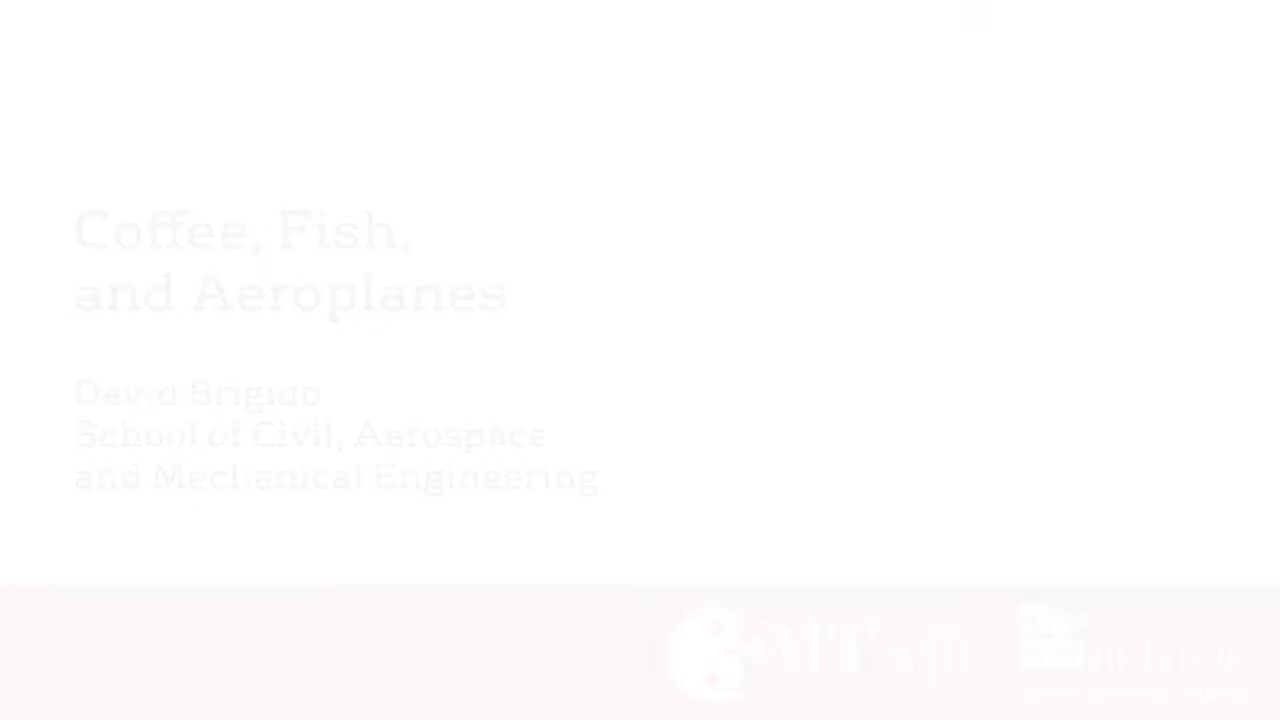 Coffee, Fish,
and Aeroplanes
David Brigido
School of Civil, Aerospace
and Mechanical Engineering